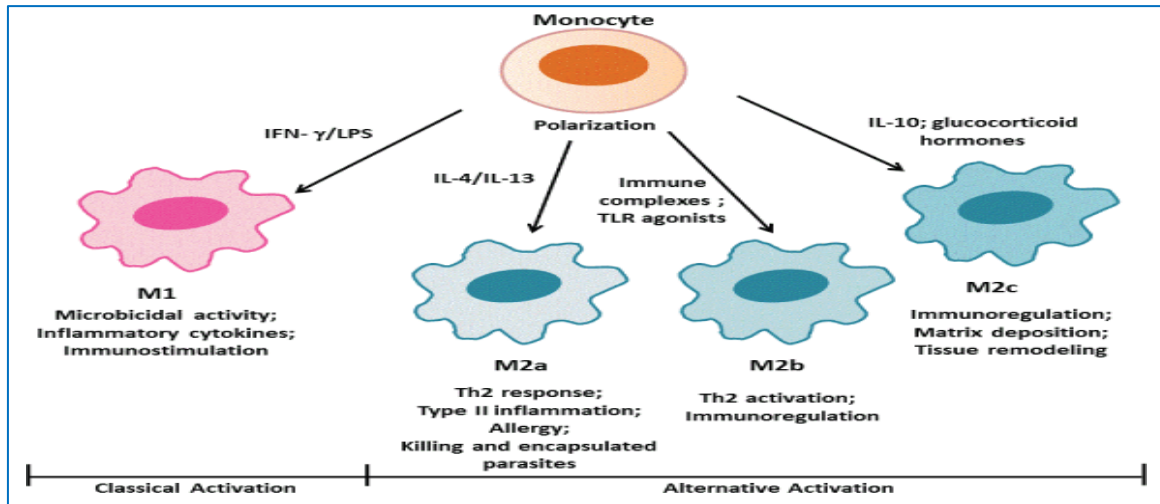 Monocyte
Polarization
IFN- γ/LPS
IL-4/IL-13
Immune
complexes ;
TLR agonists
IL-10; glucocorticoid
hormones
M1
Microbicidal activity;
Inflammatory cytokines;
Immunostimulation
M2a
Th2 response;
Type II inflammation;
Allergy;
Killing and encapsulated
parasites
M2b
Th2 activation;
Immunoregulation
M2c
Immunoregulation;
Matrix deposition;
Tissue remodeling
Classical Activation
Alternative Activation